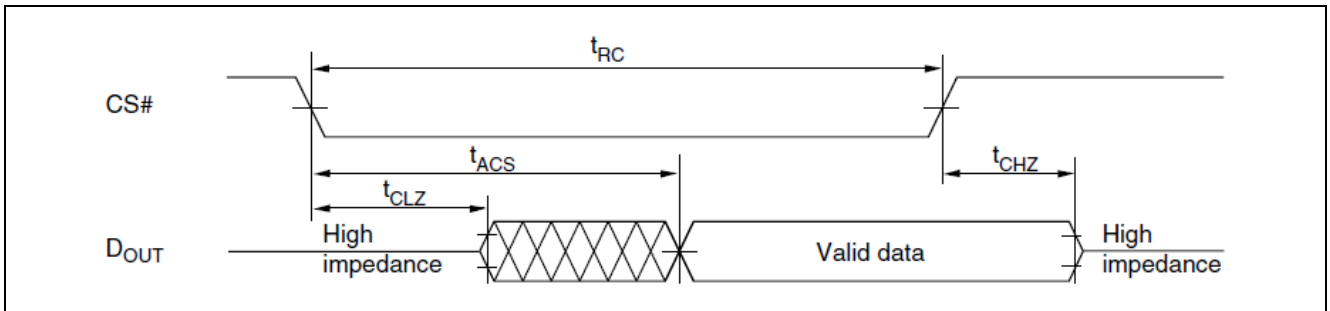 tRC
CS#
tACS
tCHZ
tCLZ
DOUT
High
impedance
Valid data
High
impedance